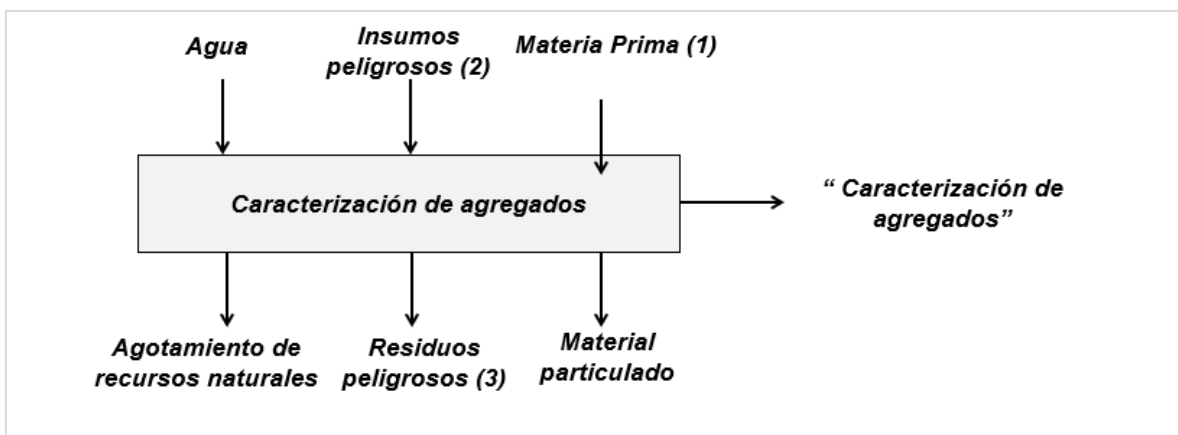 Agua
Insumos
peligrosos (2)
Materia Prima (1)
Caracterización de agregados
“ Caracterización de
agregados”
Agotamiento de
recursos naturales
Residuos
peligrosos (3)
Material
particulado